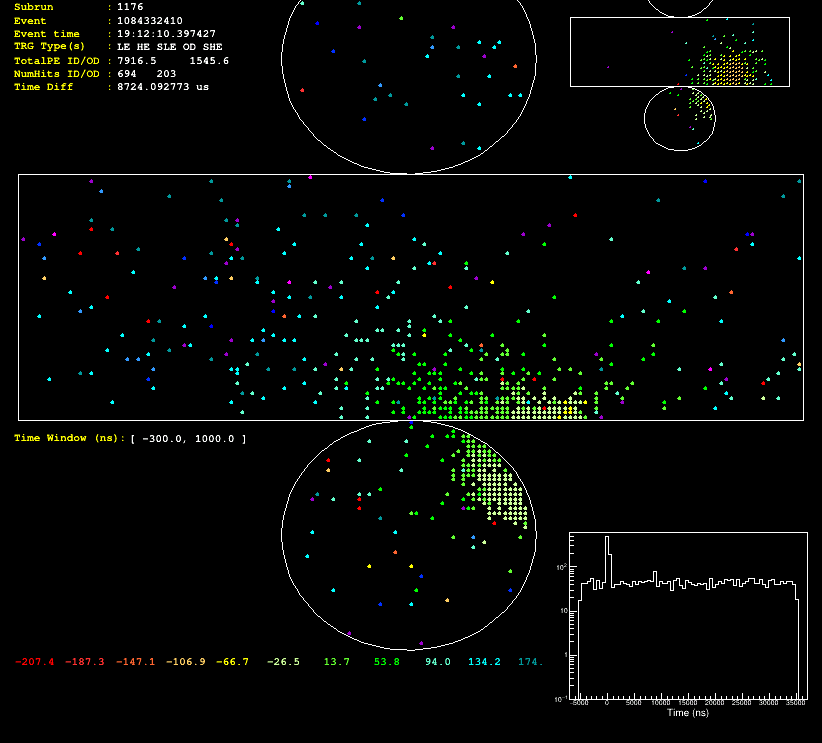 Subrun : 1176
Event : 1084332410
Event time : 19:12:10.397427
TRG Type(s) : LE HE SLE OD SHE
TotalPE ID/OD : 7916.5 1545.6
NumHits ID/OD : 694 203
Time Diff : 8724.092773 us
Time Window (ns): [ -300.0, 1000.0 ]
10²
10
1
10⁻¹
-5000 0 5000 10000 15000 20000 25000 30000 35000
Time (ns)
-207.4 -187.3 -147.1 -106.9 -66.7 -26.5 13.7 53.8 94.0 134.2 174.